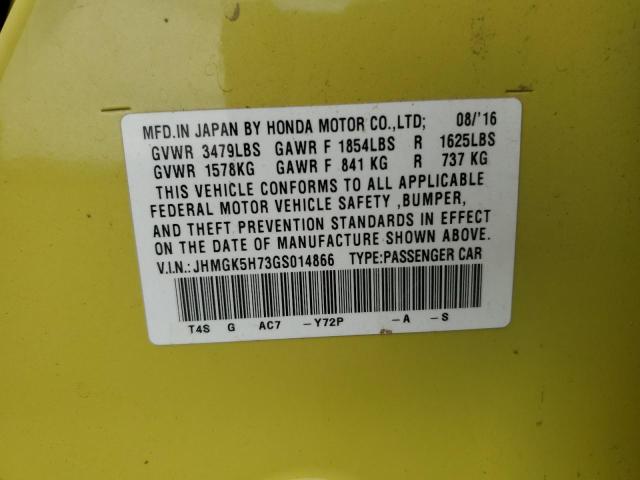 MFD.IN JAPAN BY HONDA MOTOR CO.,LTD; 08/'16
GVWR 3479LBS GAWR F 1854LBS R 1625LBS
GVWR 1578KG GAWR F 841 KG R 737 KG
THIS VEHICLE CONFORMS TO ALL APPLICABLE
FEDERAL MOTOR VEHICLE SAFETY ,BUMPER,
AND THEFT PREVENTION STANDARDS IN EFFECT
ON THE DATE OF MANUFACTURE SHOWN ABOVE.
V.I.N.:JHMGK5H73GS014866 TYPE:PASSENGER CAR
T4S G AC7 -Y72P -A -S